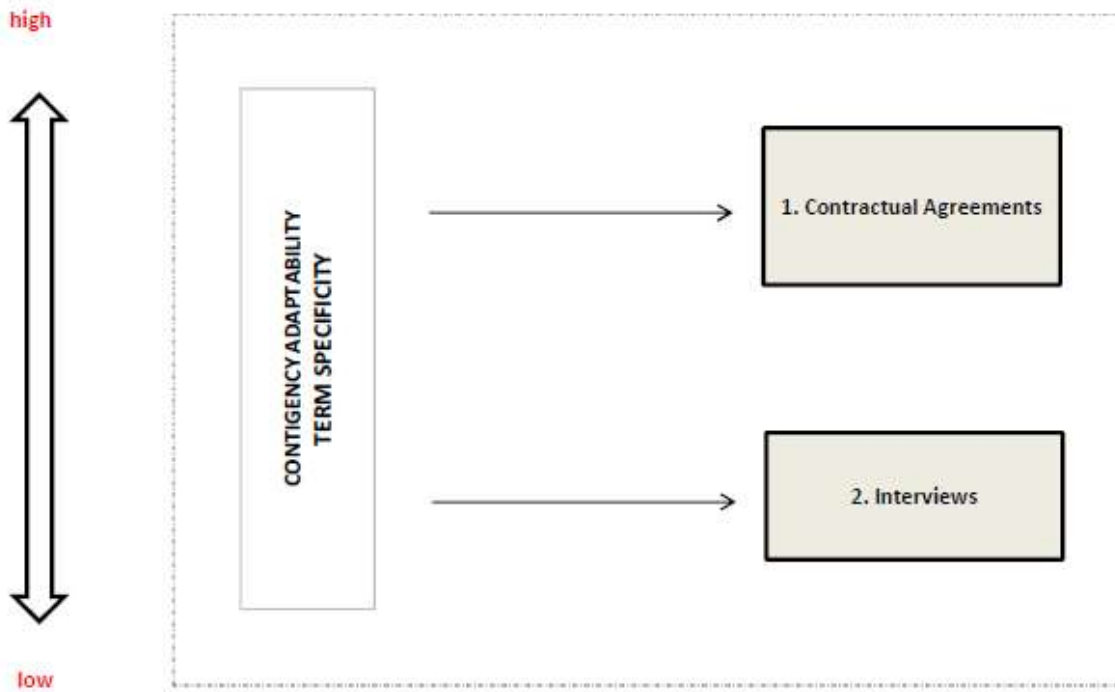 high
CONTIGENCY ADAPTABILITY
TERM SPECIFICITY
1. Contractual Agreements
2. Interviews
low